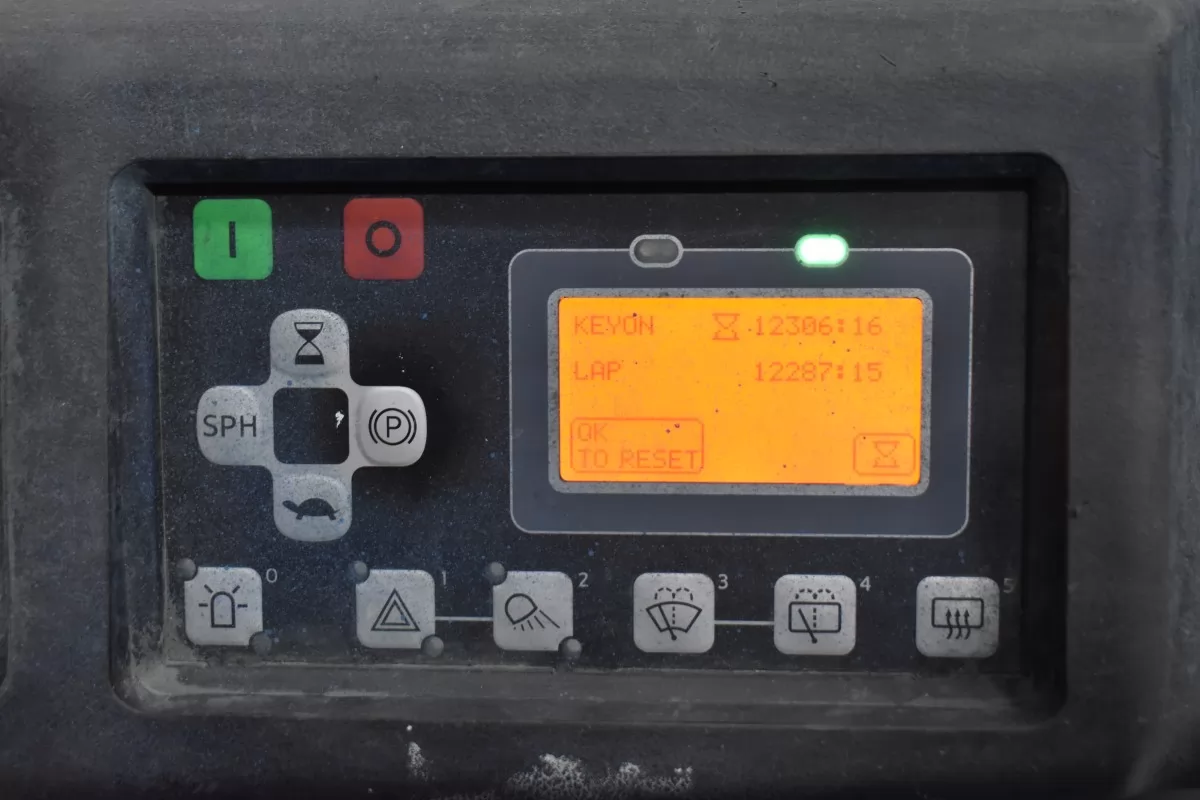 I
O
SPH
P
KEYON 12306:16
LAP 12287:15
OK
TO RESET
0
1
2
3
4
5